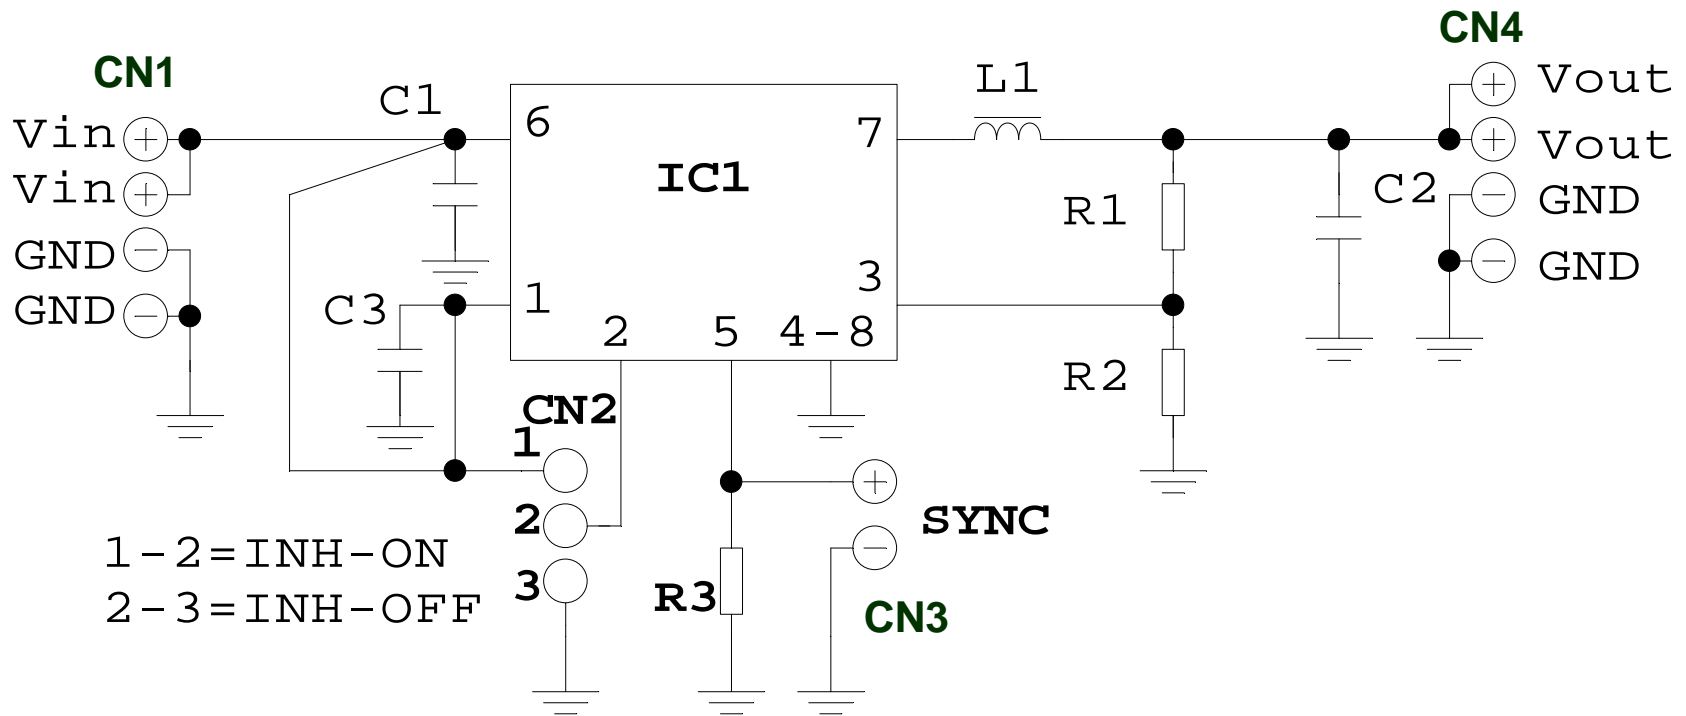 CN4
CN1
L1
Vout
C1
Vin
6
7
Vout
IC1
Vin
C2
GND
R1
GND
3
GND
1
GND
C3
2
5
4-8
R2
CN2
1
2
SYNC
1-2=INH-ON
3
R3
2-3=INH-OFF
CN3